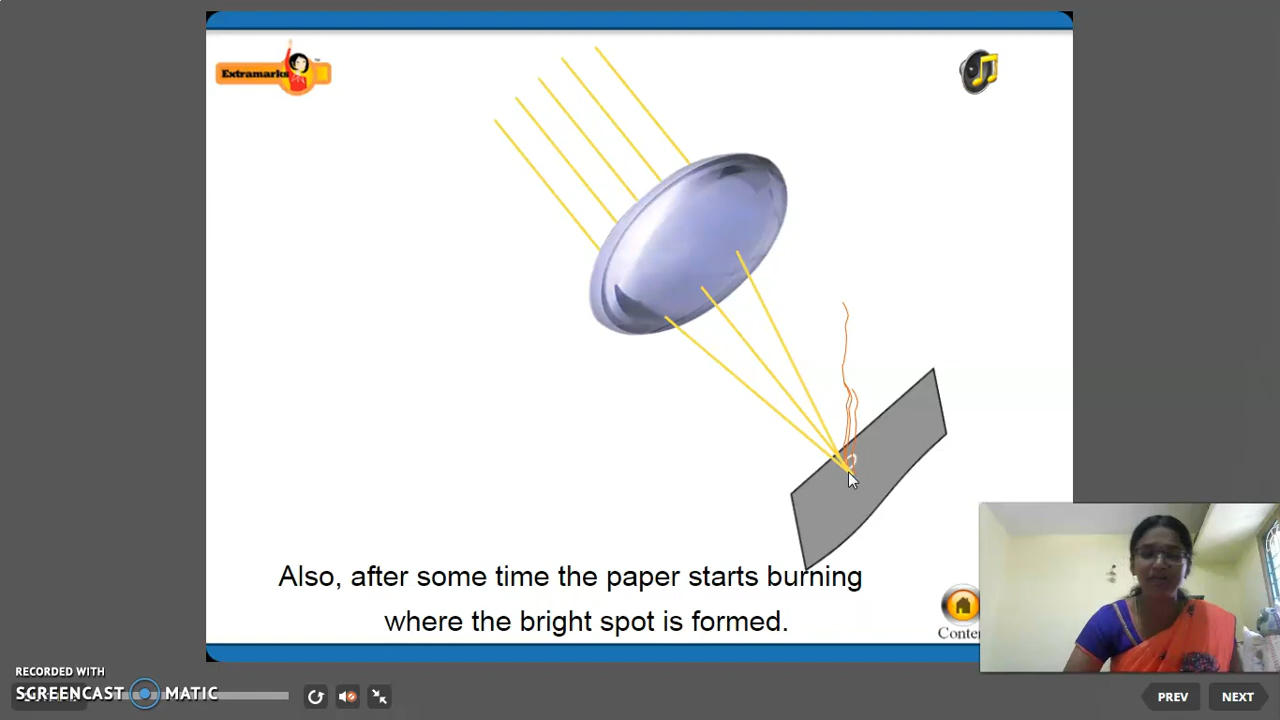 Extramarks
Also, after some time the paper starts burning
where the bright spot is formed.
RECORDED WITH
SCREENCAST MATIC
PREV
NEXT